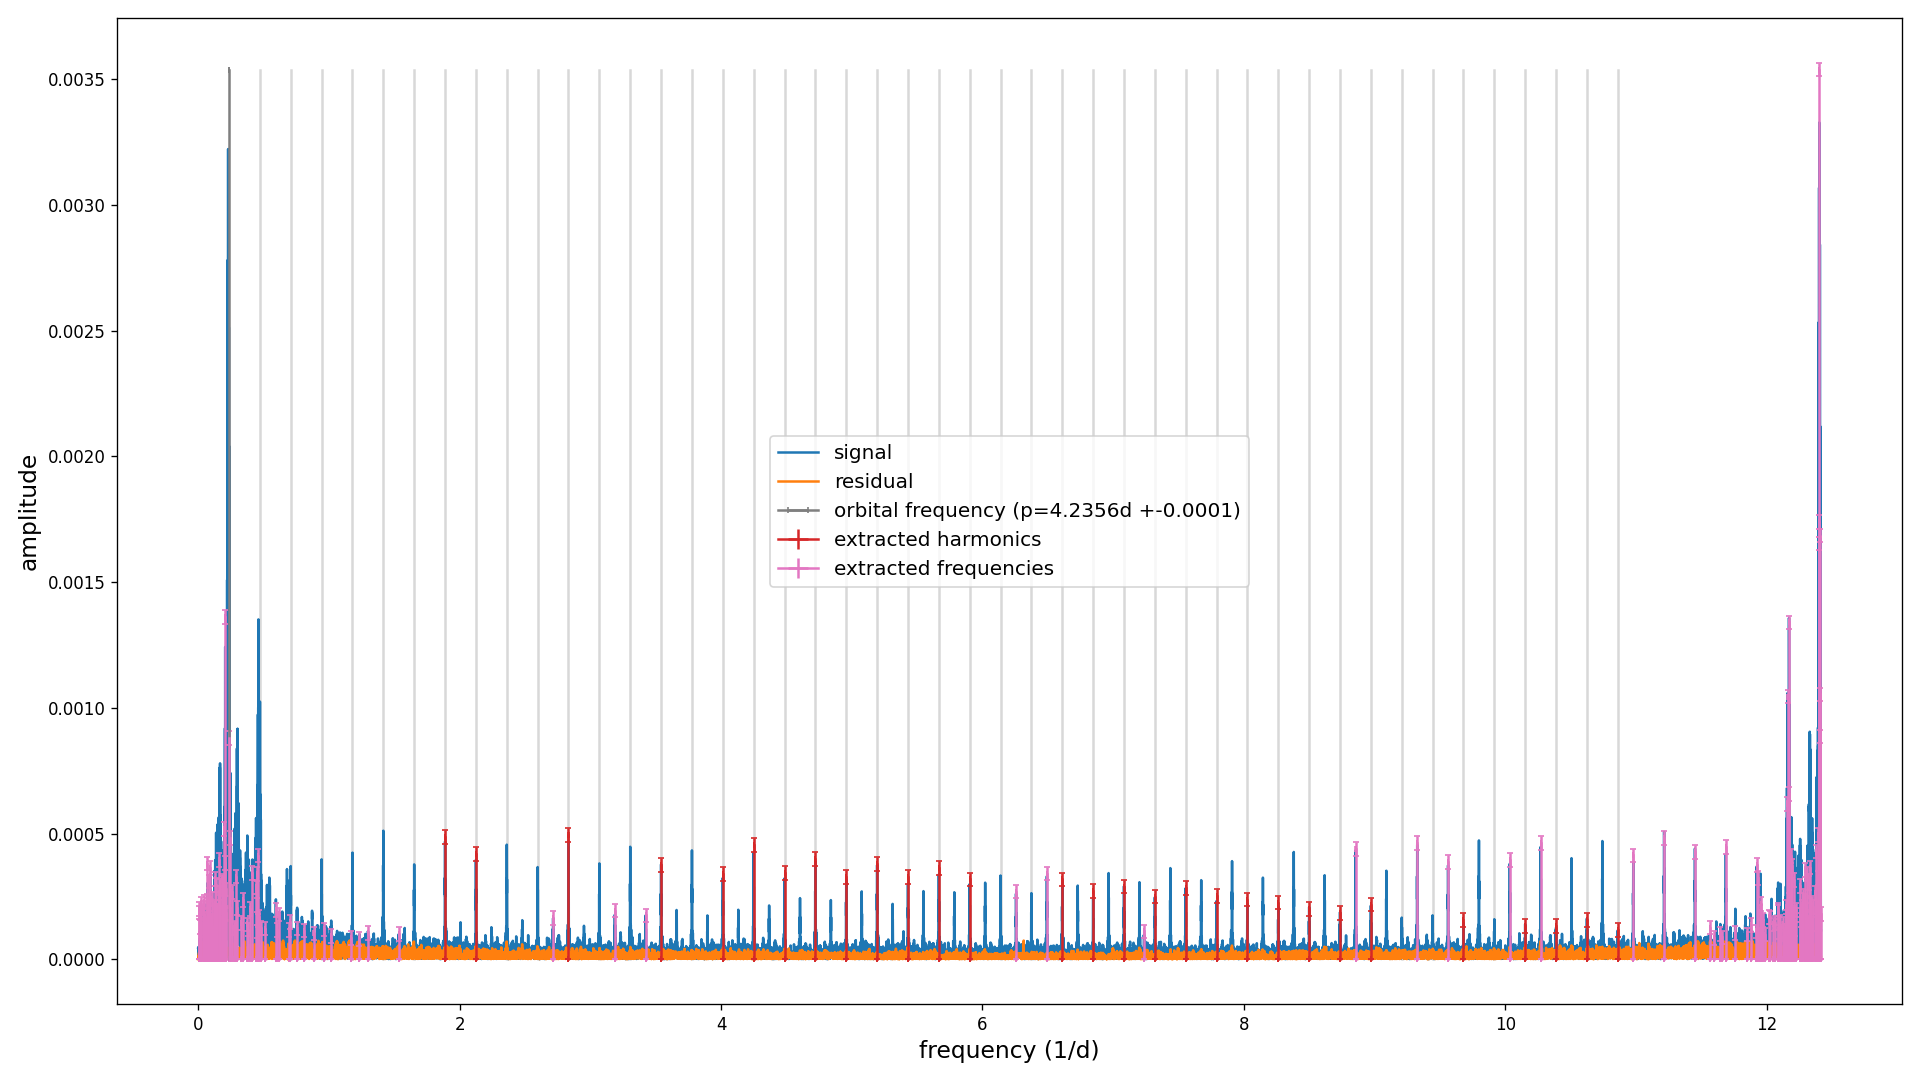 0.0035
0.0030
0.0025
0.0020
0.0015
0.0010
0.0005
0.0000
amplitude
signal
residual
orbital frequency (p=4.2356d +-0.0001)
extracted harmonics
extracted frequencies
0 2 4 6 8 10 12
frequency (1/d)